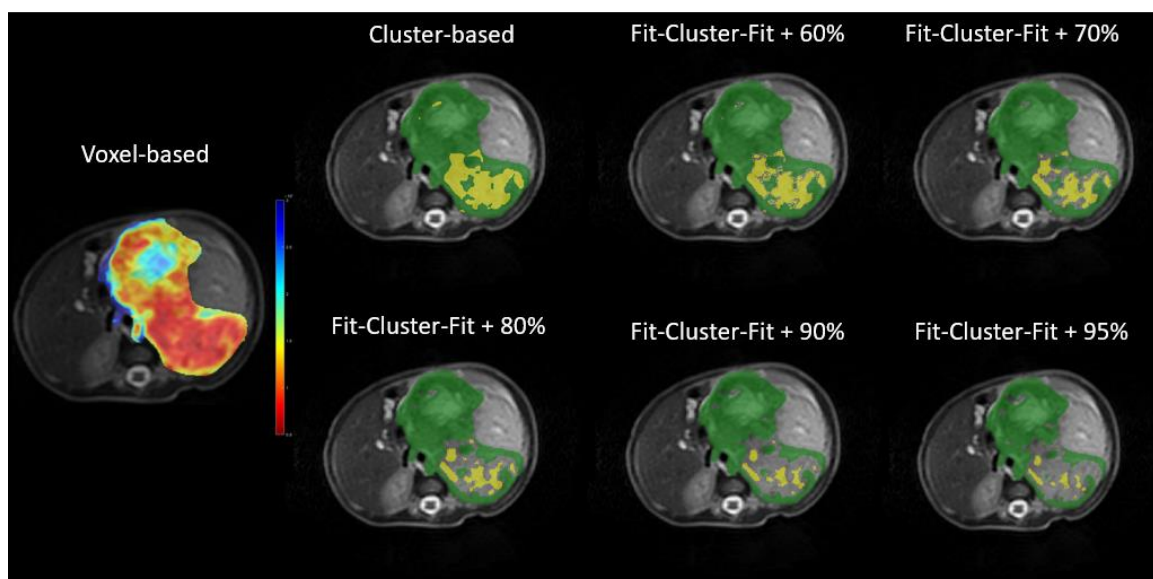 Cluster-based
Fit-Cluster-Fit + 60%
Fit-Cluster-Fit + 70%
Voxel-based
Fit-Cluster-Fit + 80%
Fit-Cluster-Fit + 90%
Fit-Cluster-Fit + 95%